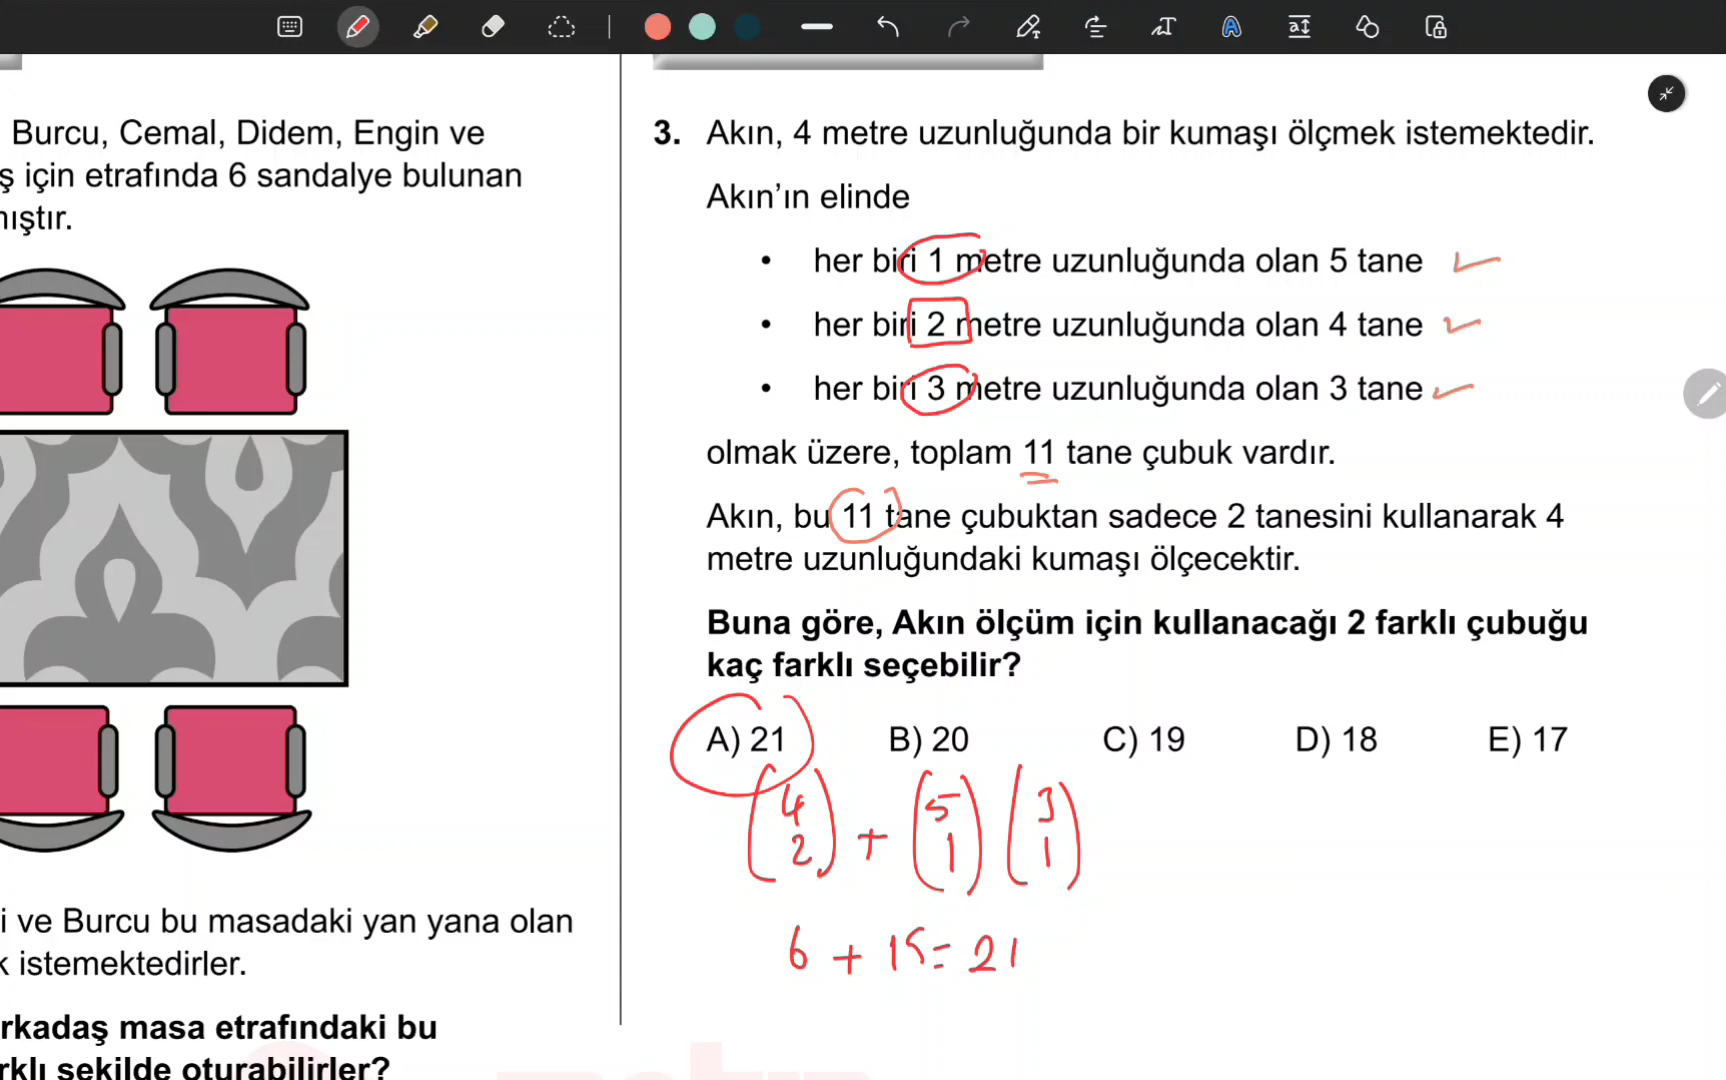 Burcu, Cemal, Didem, Engin ve
ş için etrafında 6 sandalye bulunan
mıştır.
i ve Burcu bu masadaki yan yana olan
k istemektedirler.
rkadaş masa etrafındaki bu
rklı şekilde oturabilirler?
3. Akın, 4 metre uzunluğunda bir kumaşı ölçmek istemektedir.
Akın'ın elinde
• her biri 1 metre uzunluğunda olan 5 tane
• her biri 2 metre uzunluğunda olan 4 tane
• her biri 3 metre uzunluğunda olan 3 tane
olmak üzere, toplam 11 tane çubuk vardır.
Akın, bu 11 tane çubuktan sadece 2 tanesini kullanarak 4
metre uzunluğundaki kumaşı ölçecektir.
Buna göre, Akın ölçüm için kullanacağı 2 farklı çubuğu
kaç farklı seçebilir?
A) 21 B) 20 C) 19 D) 18 E) 17
(4 2) + (5 1) (3 1)
6 + 15 = 21